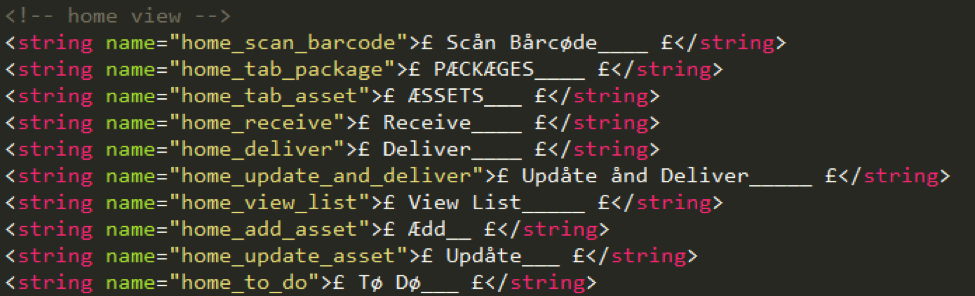 <!-- home view -->
<string name="home_scan_barcode">£ Scån Bårcøde____ £</string>
<string name="home_tab_package">£ PÆCKÆGES____ £</string>
<string name="home_tab_asset">£ ÆSSETS___ £</string>
<string name="home_receive">£ Receive____ £</string>
<string name="home_deliver">£ Deliver____ £</string>
<string name="home_update_and_deliver">£ Updåte ånd Deliver_____ £</string>
<string name="home_view_list">£ View List_____ £</string>
<string name="home_add_asset">£ Ædd__ £</string>
<string name="home_update_asset">£ Updåte___ £</string>
<string name="home_to_do">£ Tø Dø___ £</string>